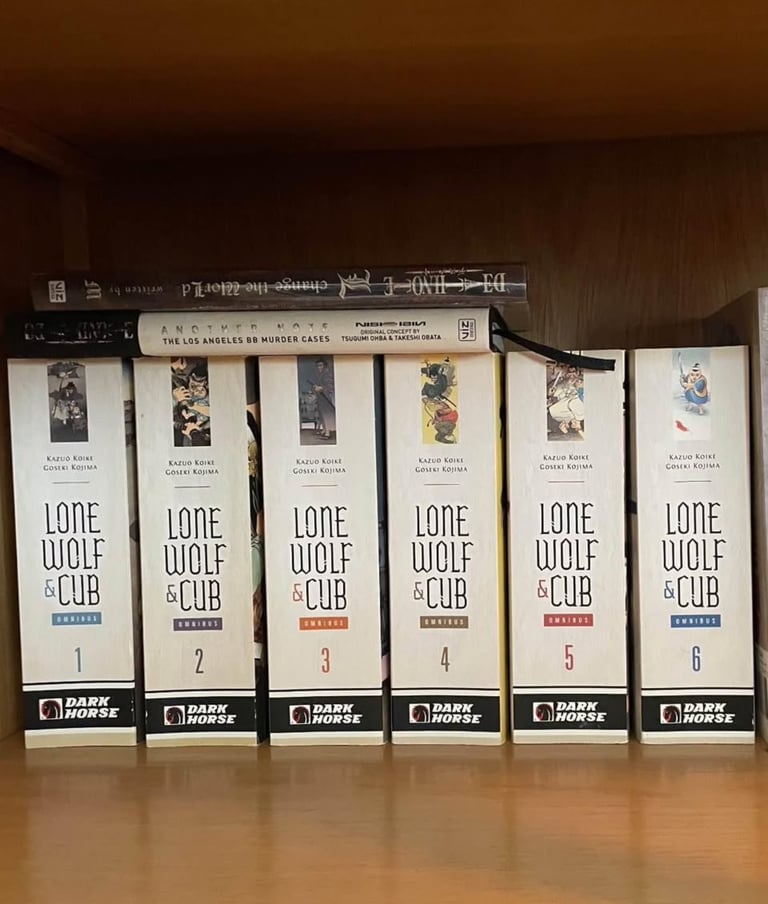 DEATH NOTE
L
change the WorLd
written by
M
VIZ
DEATH NOTE
ANOTHER NOTE
THE LOS ANGELES BB MURDER CASES
NISIOISIN
ORIGINAL CONCEPT BY
TSUGUMI OHBA & TAKESHI OBATA
VIZ
KAZUO KOIKE
GOSEKI KOJIMA
LONE
WOLF
& CUB
OMNIBUS
1
DARK
HORSE
KAZUO KOIKE
GOSEKI KOJIMA
LONE
WOLF
& CUB
OMNIBUS
2
DARK
HORSE
KAZUO KOIKE
GOSEKI KOJIMA
LONE
WOLF
& CUB
OMNIBUS
3
DARK
HORSE
KAZUO KOIKE
GOSEKI KOJIMA
LONE
WOLF
& CUB
OMNIBUS
4
DARK
HORSE
KAZUO KOIKE
GOSEKI KOJIMA
LONE
WOLF
& CUB
OMNIBUS
5
DARK
HORSE
KAZUO KOIKE
GOSEKI KOJIMA
LONE
WOLF
& CUB
OMNIBUS
6
DARK
HORSE